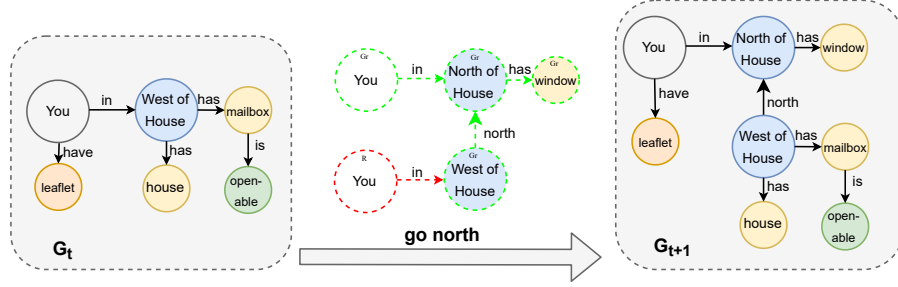 You
in
West of
House
has
mailbox
have
has
is
leaflet
house
open-
able
G_t
Gr
You
in
Gr
North of
House
has
Gr
window
north
R
You
in
Gr
West of
House
go north
You
in
North of
House
has
window
have
north
leaflet
West of
House
has
mailbox
has
is
house
open-
able
G_t+1